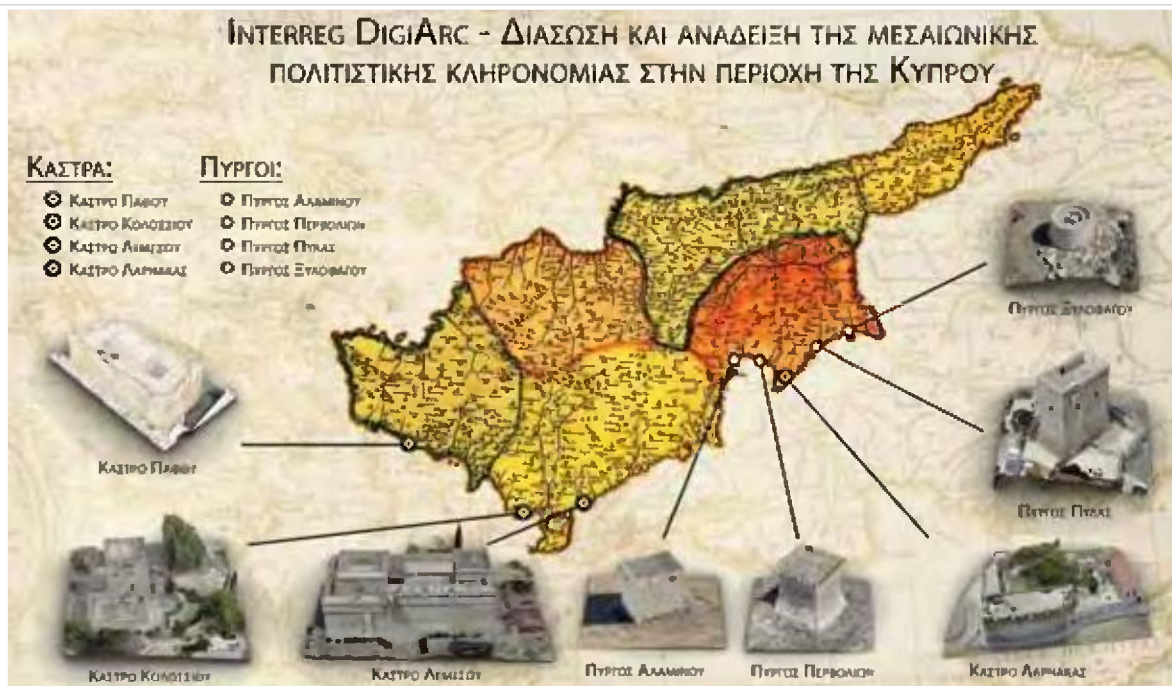 INTERREG DIGIARC - ΔΙΑΣΩΣΗ ΚΑΙ ΑΝΑΔΕΙΞΗ ΤΗΣ ΜΕΣΑΙΩΝΙΚΗΣ
ΠΟΛΙΤΙΣΤΙΚΗΣ ΚΛΗΡΟΝΟΜΙΑΣ ΣΤΗΝ ΠΕΡΙΟΧΗ ΤΗΣ ΚΥΠΡΟΥ
ΚΑΣΤΡΑ:
ΚΑΣΤΡΟ ΠΑΦΟΥ
ΚΑΣΤΡΟ ΚΟΛΟΣΣΙΟΥ
ΚΑΣΤΡΟ ΛΕΜΕΣΟΥ
ΚΑΣΤΡΟ ΛΑΡΝΑΚΑΣ
ΠΥΡΓΟΙ:
ΠΥΡΓΟΣ ΑΛΑΜΙΝΟΥ
ΠΥΡΓΟΣ ΠΕΡΒΟΛΙΩΝ
ΠΥΡΓΟΣ ΠΥΛΑΣ
ΠΥΡΓΟΣ ΞΥΛΟΦΑΓΟΥ
ΠΥΡΓΟΣ ΞΥΛΟΦΑΓΟΥ
ΚΑΣΤΡΟ ΠΑΦΟΥ
ΠΥΡΓΟΣ ΠΥΛΑΣ
ΚΑΣΤΡΟ ΚΟΛΟΣΣΙΟΥ
ΚΑΣΤΡΟ ΛΕΜΕΣΟΥ
ΠΥΡΓΟΣ ΑΛΑΜΙΝΟΥ
ΠΥΡΓΟΣ ΠΕΡΒΟΛΙΩΝ
ΚΑΣΤΡΟ ΛΑΡΝΑΚΑΣ